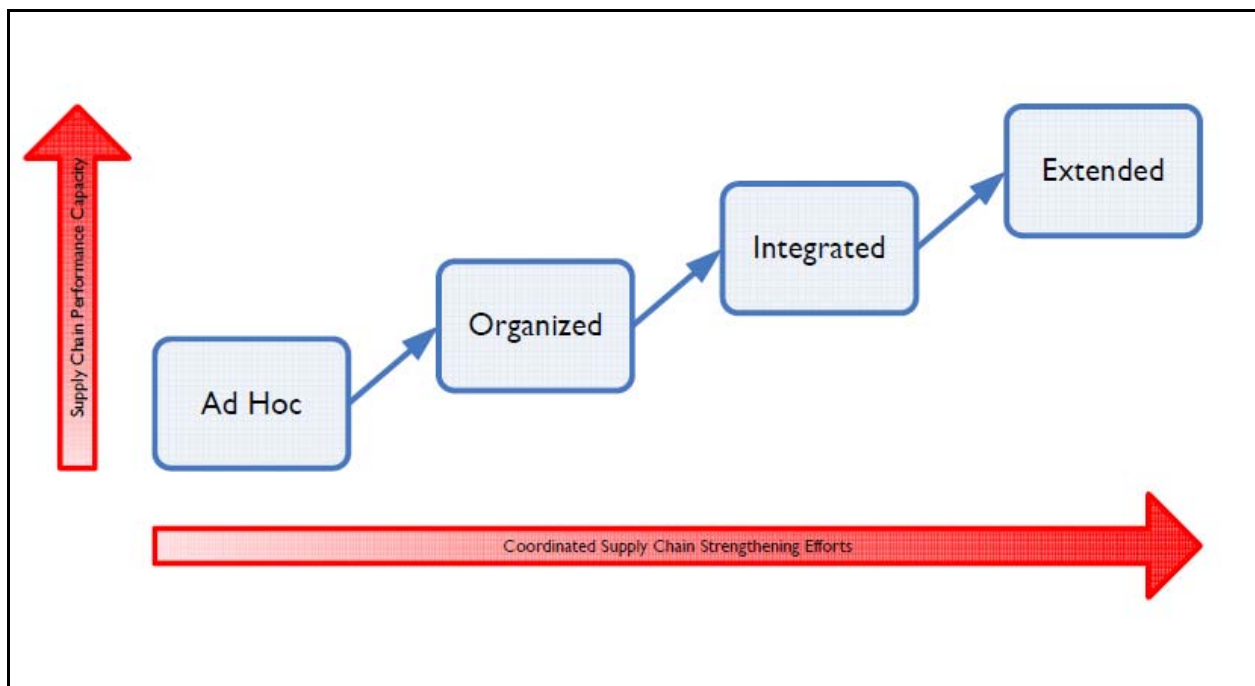 Supply Chain Performance Capacity
Ad Hoc
Organized
Integrated
Extended
Coordinated Supply Chain Strengthening Efforts